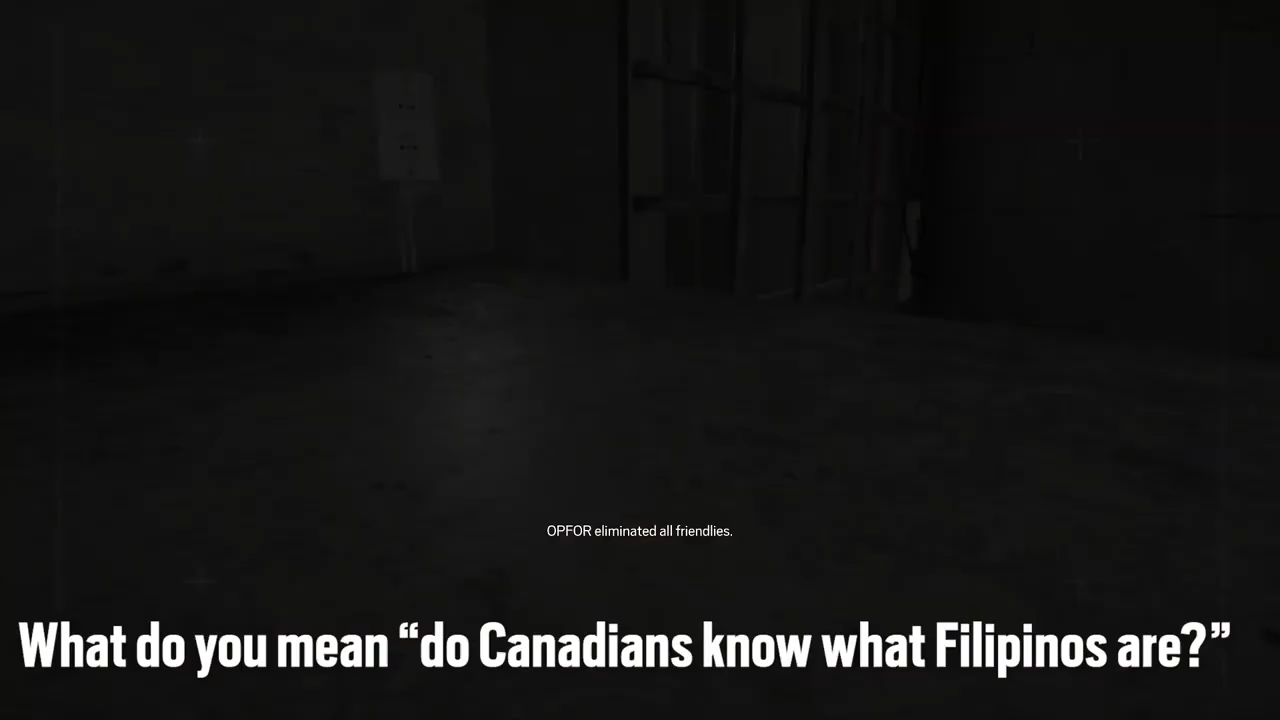 OPFOR eliminated all friendlies.
What do you mean “do Canadians know what Filipinos are?”